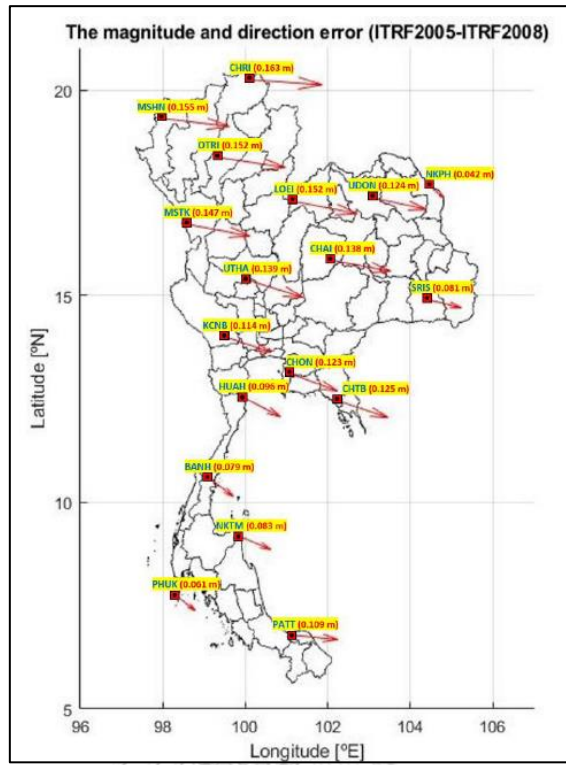 The magnitude and direction error (ITRF2005-ITRF2008)
CHRI (0.163 m)
20
MSHN (0.155 m)
OTRI (0.152 m)
NKPH (0.042 m)
LOEI (0.152 m)
UDON (0.124 m)
MSTK (0.147 m)
CHAI (0.138 m)
UTHA (0.139 m)
SRIS (0.081 m)
15
KCNB (0.114 m)
CHON (0.123 m)
HUAH (0.096 m)
CHTB (0.125 m)
Latitude [ºN]
BANH (0.079 m)
10
NKTM (0.083 m)
PHUK (0.061 m)
PATT (0.109 m)
5
96 98 100 102 104 106
Longitude [ºE]